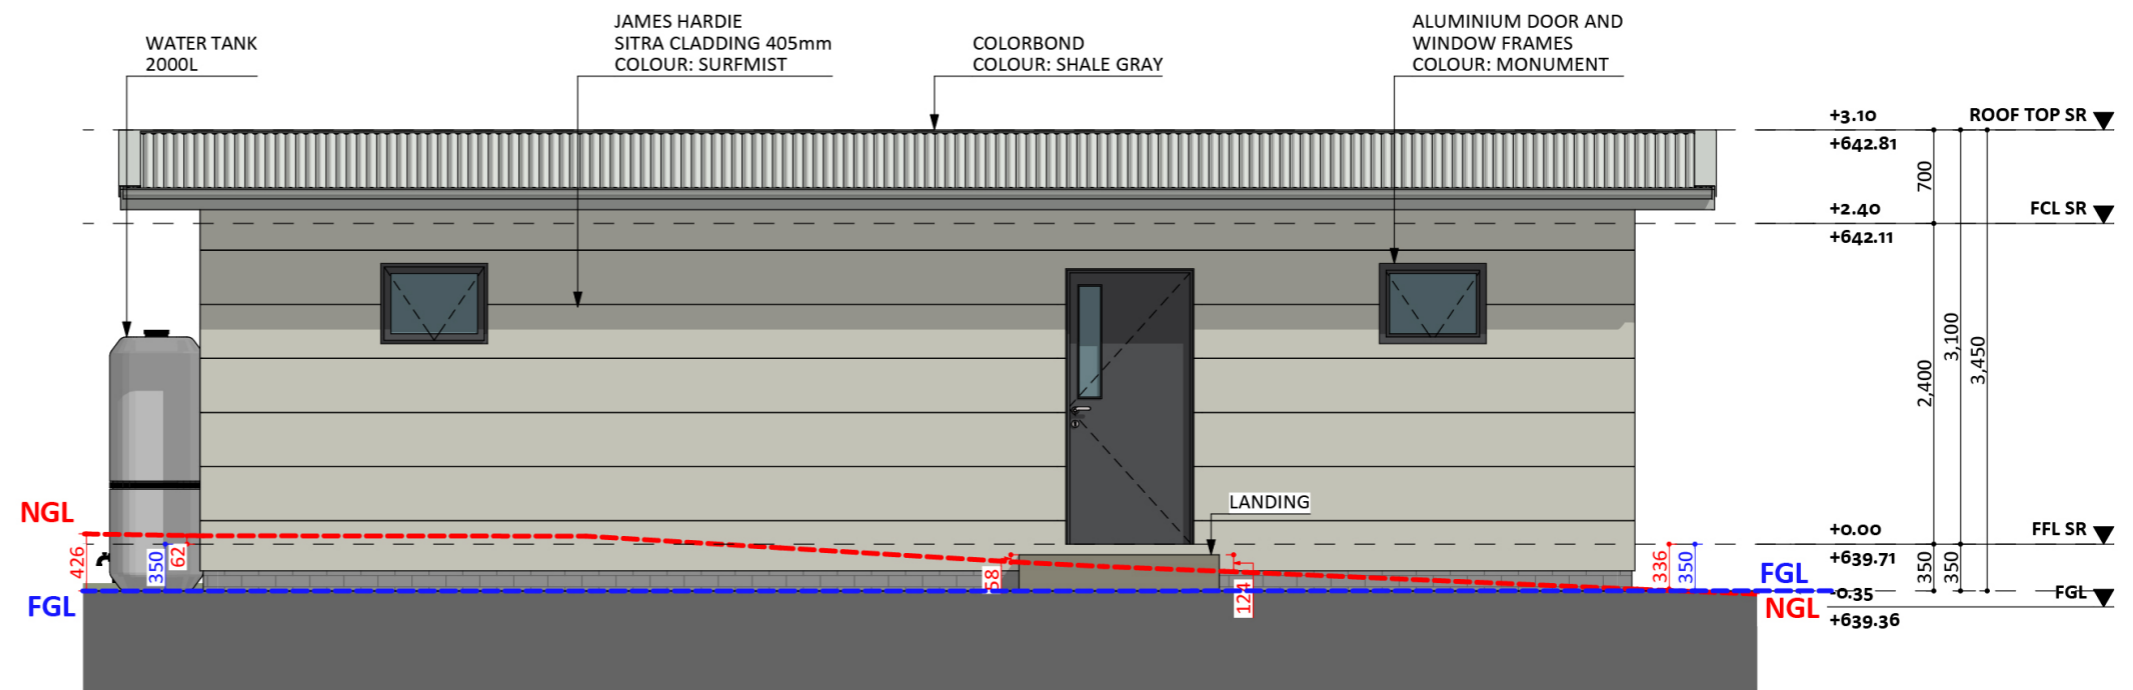 WATER TANK
2000L
JAMES HARDIE
SITRA CLADDING 405mm
COLOUR: SURFMIST
COLORBOND
COLOUR: SHALE GRAY
ALUMINIUM DOOR AND
WINDOW FRAMES
COLOUR: MONUMENT
+3.10 ROOF TOP SR
+642.81
700
+2.40 FCL SR
+642.11
2,400
3,100
3,450
LANDING
NGL
426
350
62
58
124
336
350
+0.00 FFL SR
+639.71
350
350
FGL
FGL
-0.35 FGL
NGL
+639.36